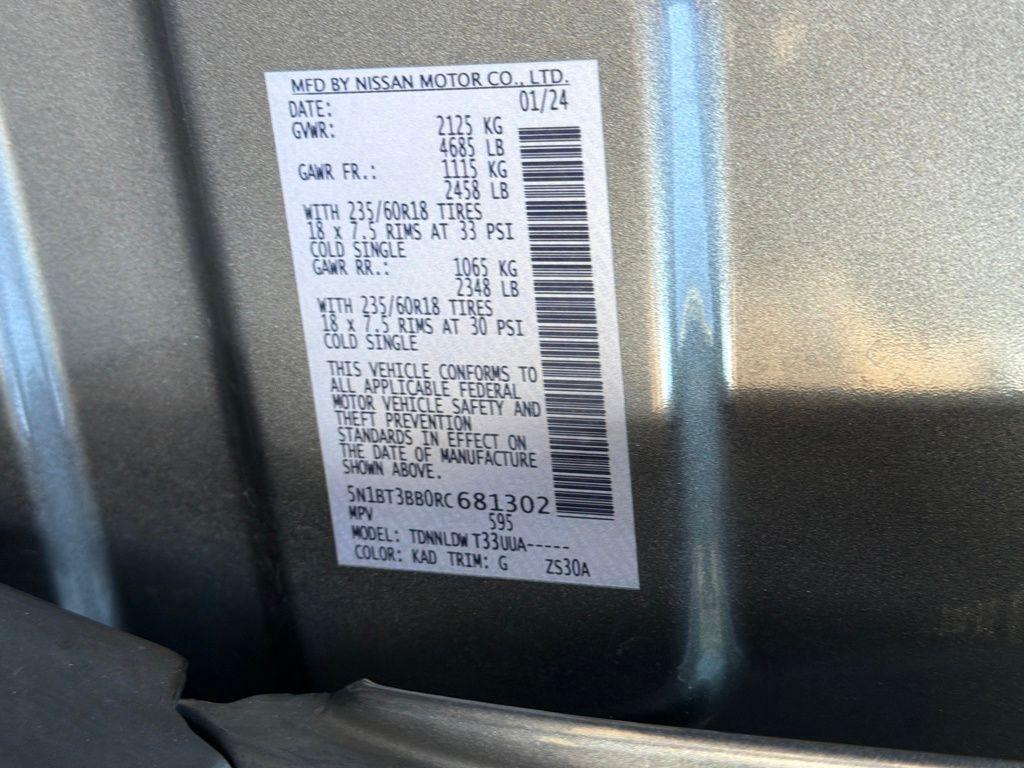 MFD BY NISSAN MOTOR CO., LTD.
DATE: 01/24
GVWR: 2125 KG
4685 LB
GAWR FR.: 1115 KG
2458 LB
WITH 235/60R18 TIRES
18 x 7.5 RIMS AT 33 PSI
COLD SINGLE
GAWR RR.: 1065 KG
2348 LB
WITH 235/60R18 TIRES
18 x 7.5 RIMS AT 30 PSI
COLD SINGLE
THIS VEHICLE CONFORMS TO
ALL APPLICABLE FEDERAL
MOTOR VEHICLE SAFETY AND
THEFT PREVENTION
STANDARDS IN EFFECT ON
THE DATE OF MANUFACTURE
SHOWN ABOVE.
5N1BT3BB0RC681302
MPV 595
MODEL: TDNNLDWT33UUA-----
COLOR: KAD TRIM: G ZS30A